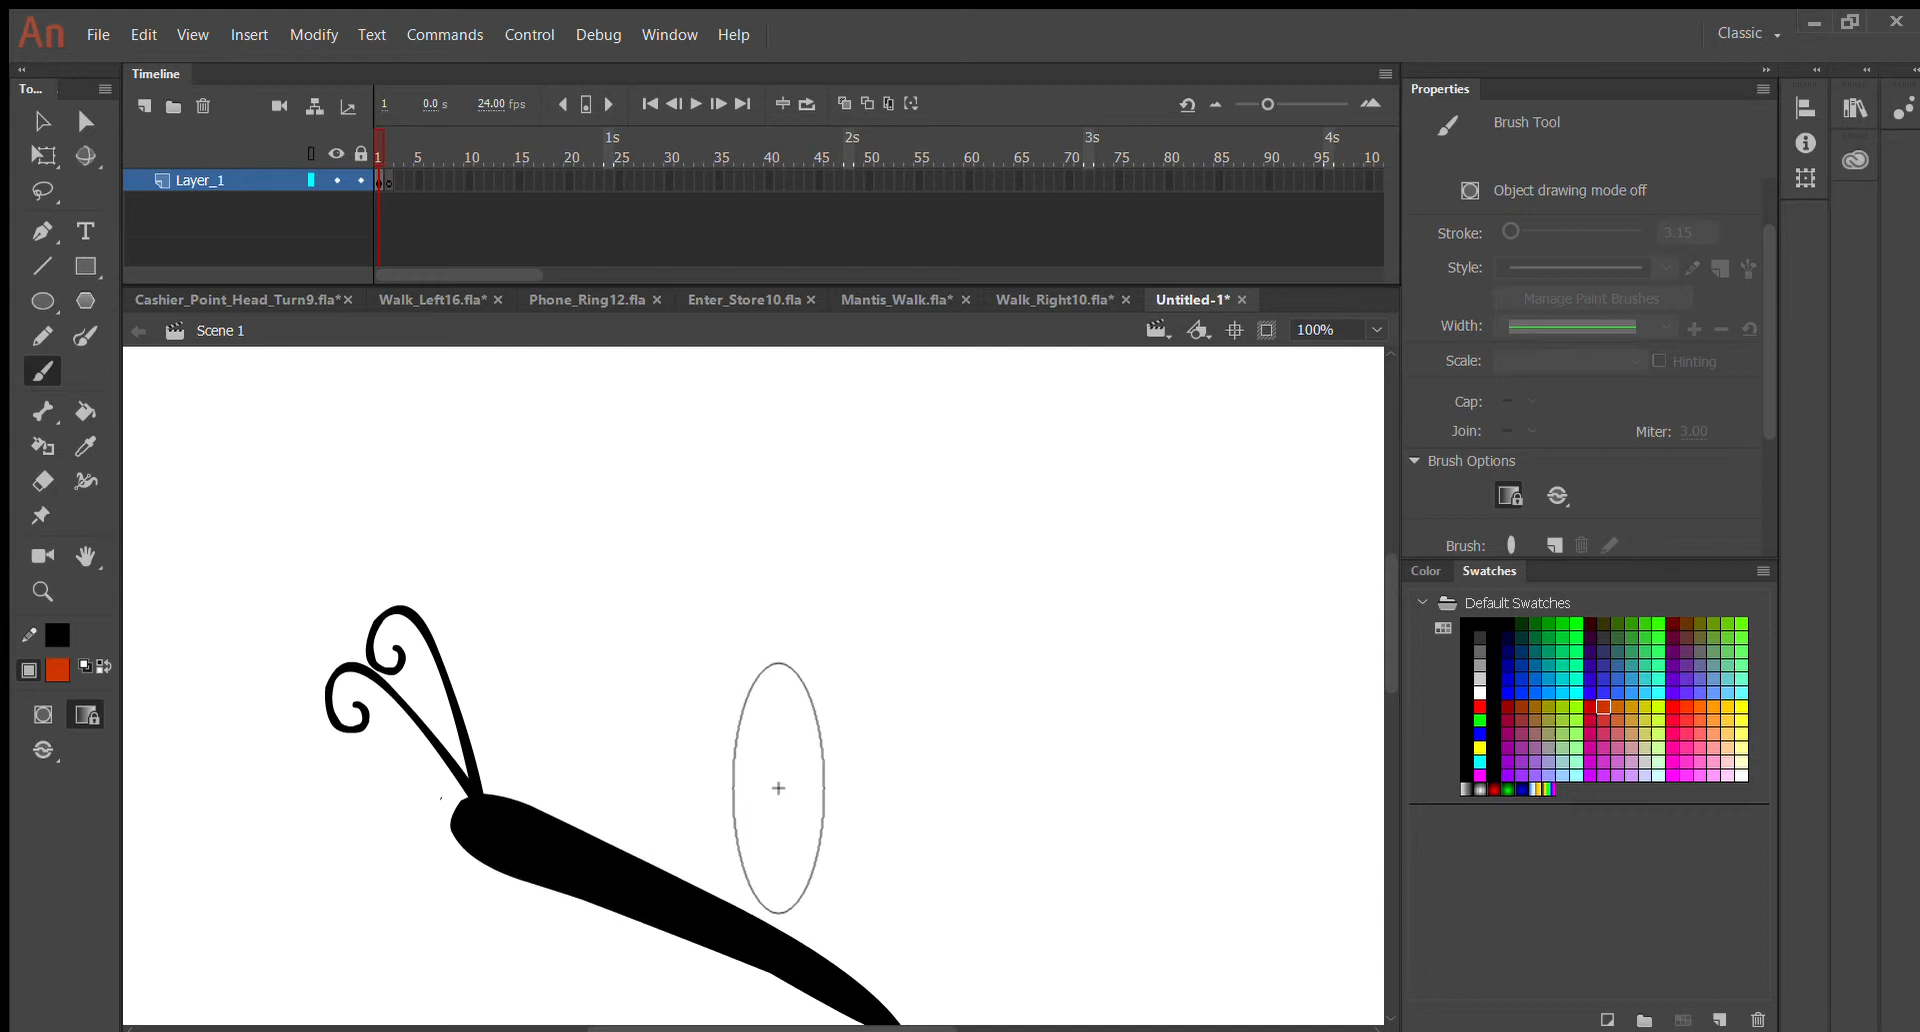 An File Edit View Insert Modify Text Commands Control Debug Window Help Classic
To... Timeline Properties
1 0.0 s 24.00 fps
Brush Tool
1s 2s 3s 4s
1 5 10 15 20 25 30 35 40 45 50 55 60 65 70 75 80 85 90 95 10
Layer_1
Object drawing mode off
Stroke: 3.15
Style:
Cashier_Point_Head_Turn9.fla* Walk_Left16.fla* Phone_Ring12.fla Enter_Store10.fla Mantis_Walk.fla* Walk_Right10.fla* Untitled-1*
Manage Paint Brushes
Scene 1 100%
Width:
Scale: Hinting
Cap:
Join: Miter: 3.00
Brush Options
Brush:
Color Swatches
Default Swatches